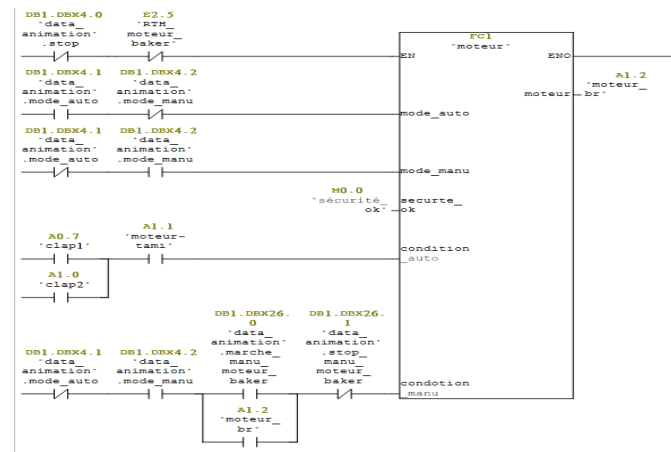 DB1.DBX4.0
"data_
animation"
.stop
E2.5
"RTH_
moteur_
baker"
FC1
"moteur"
EN
ENO
A1.2
"moteur_
br"
moteur
DB1.DBX4.1
"data_
animation"
.mode_auto
DB1.DBX4.2
"data_
animation"
.mode_manu
mode_auto
DB1.DBX4.1
"data_
animation"
.mode_auto
DB1.DBX4.2
"data_
animation"
.mode_manu
mode_manu
M0.0
"sécurité_
ok"
securte_
ok
A0.7
"clap1"
A1.1
"moteur-
tami"
condition
_auto
A1.0
"clap2"
DB1.DBX4.1
"data_
animation"
.mode_auto
DB1.DBX4.2
"data_
animation"
.mode_manu
DB1.DBX26.
0
"data_
animation"
.marche_
manu_
moteur_
baker
DB1.DBX26.
1
"data_
animation"
.stop_
manu_
moteur_
baker
condotion
_manu
A1.2
"moteur_
br"